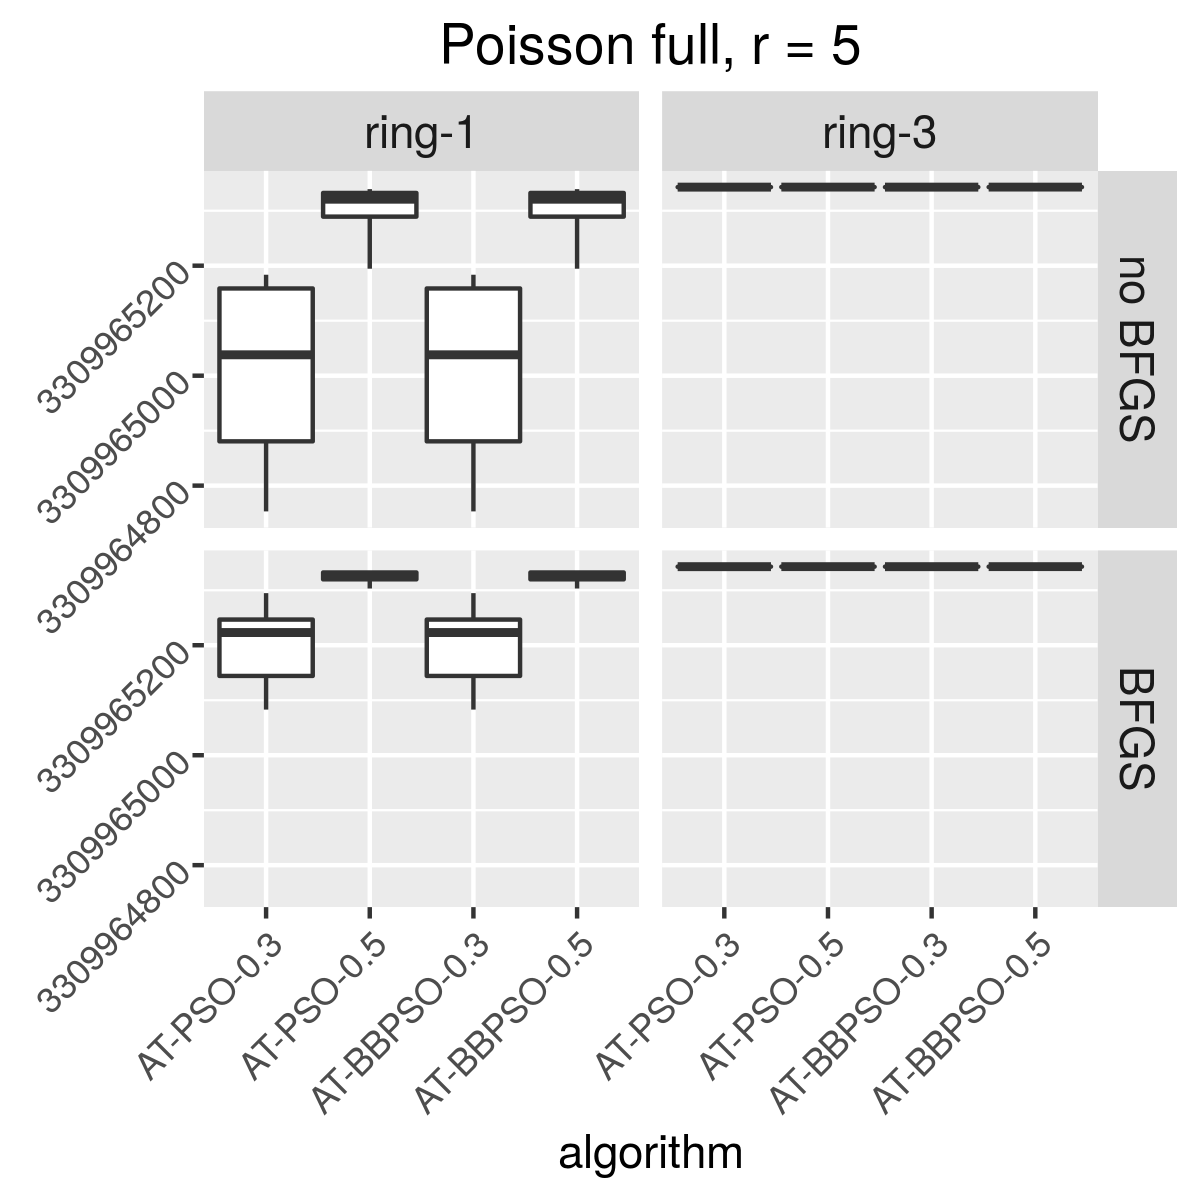 Poisson full, r = 5
ring-1
ring-3
no BFGS
3309965200
3309965000
3309964800
BFGS
3309965200
3309965000
3309964800
AT-PSO-0.3
AT-PSO-0.5
AT-BBPSO-0.3
AT-BBPSO-0.5
AT-PSO-0.3
AT-PSO-0.5
AT-BBPSO-0.3
AT-BBPSO-0.5
algorithm